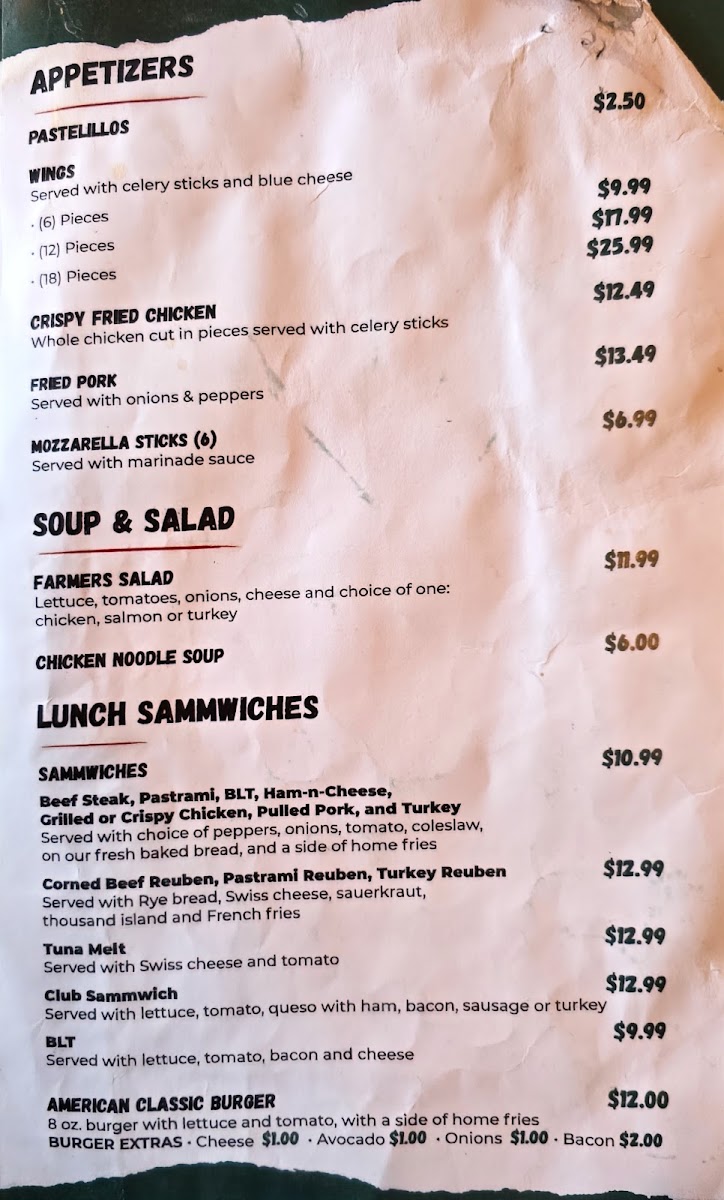 APPETIZERS
PASTELILLOS $2.50
WINGS
Served with celery sticks and blue cheese
· (6) Pieces $9.99
· (12) Pieces $17.99
· (18) Pieces $25.99
CRISPY FRIED CHICKEN $12.49
Whole chicken cut in pieces served with celery sticks
FRIED PORK $13.49
Served with onions & peppers
MOZZARELLA STICKS (6) $6.99
Served with marinade sauce
SOUP & SALAD
FARMERS SALAD $11.99
Lettuce, tomatoes, onions, cheese and choice of one:
chicken, salmon or turkey
CHICKEN NOODLE SOUP $6.00
LUNCH SAMMWICHES
SAMMWICHES $10.99
Beef Steak, Pastrami, BLT, Ham-n-Cheese,
Grilled or Crispy Chicken, Pulled Pork, and Turkey
Served with choice of peppers, onions, tomato, coleslaw,
on our fresh baked bread, and a side of home fries
Corned Beef Reuben, Pastrami Reuben, Turkey Reuben $12.99
Served with Rye bread, Swiss cheese, sauerkraut,
thousand island and French fries
Tuna Melt $12.99
Served with Swiss cheese and tomato
Club Sammwich $12.99
Served with lettuce, tomato, queso with ham, bacon, sausage or turkey
BLT $9.99
Served with lettuce, tomato, bacon and cheese
AMERICAN CLASSIC BURGER $12.00
8 oz. burger with lettuce and tomato, with a side of home fries
BURGER EXTRAS · Cheese $1.00 · Avocado $1.00 · Onions $1.00 · Bacon $2.00